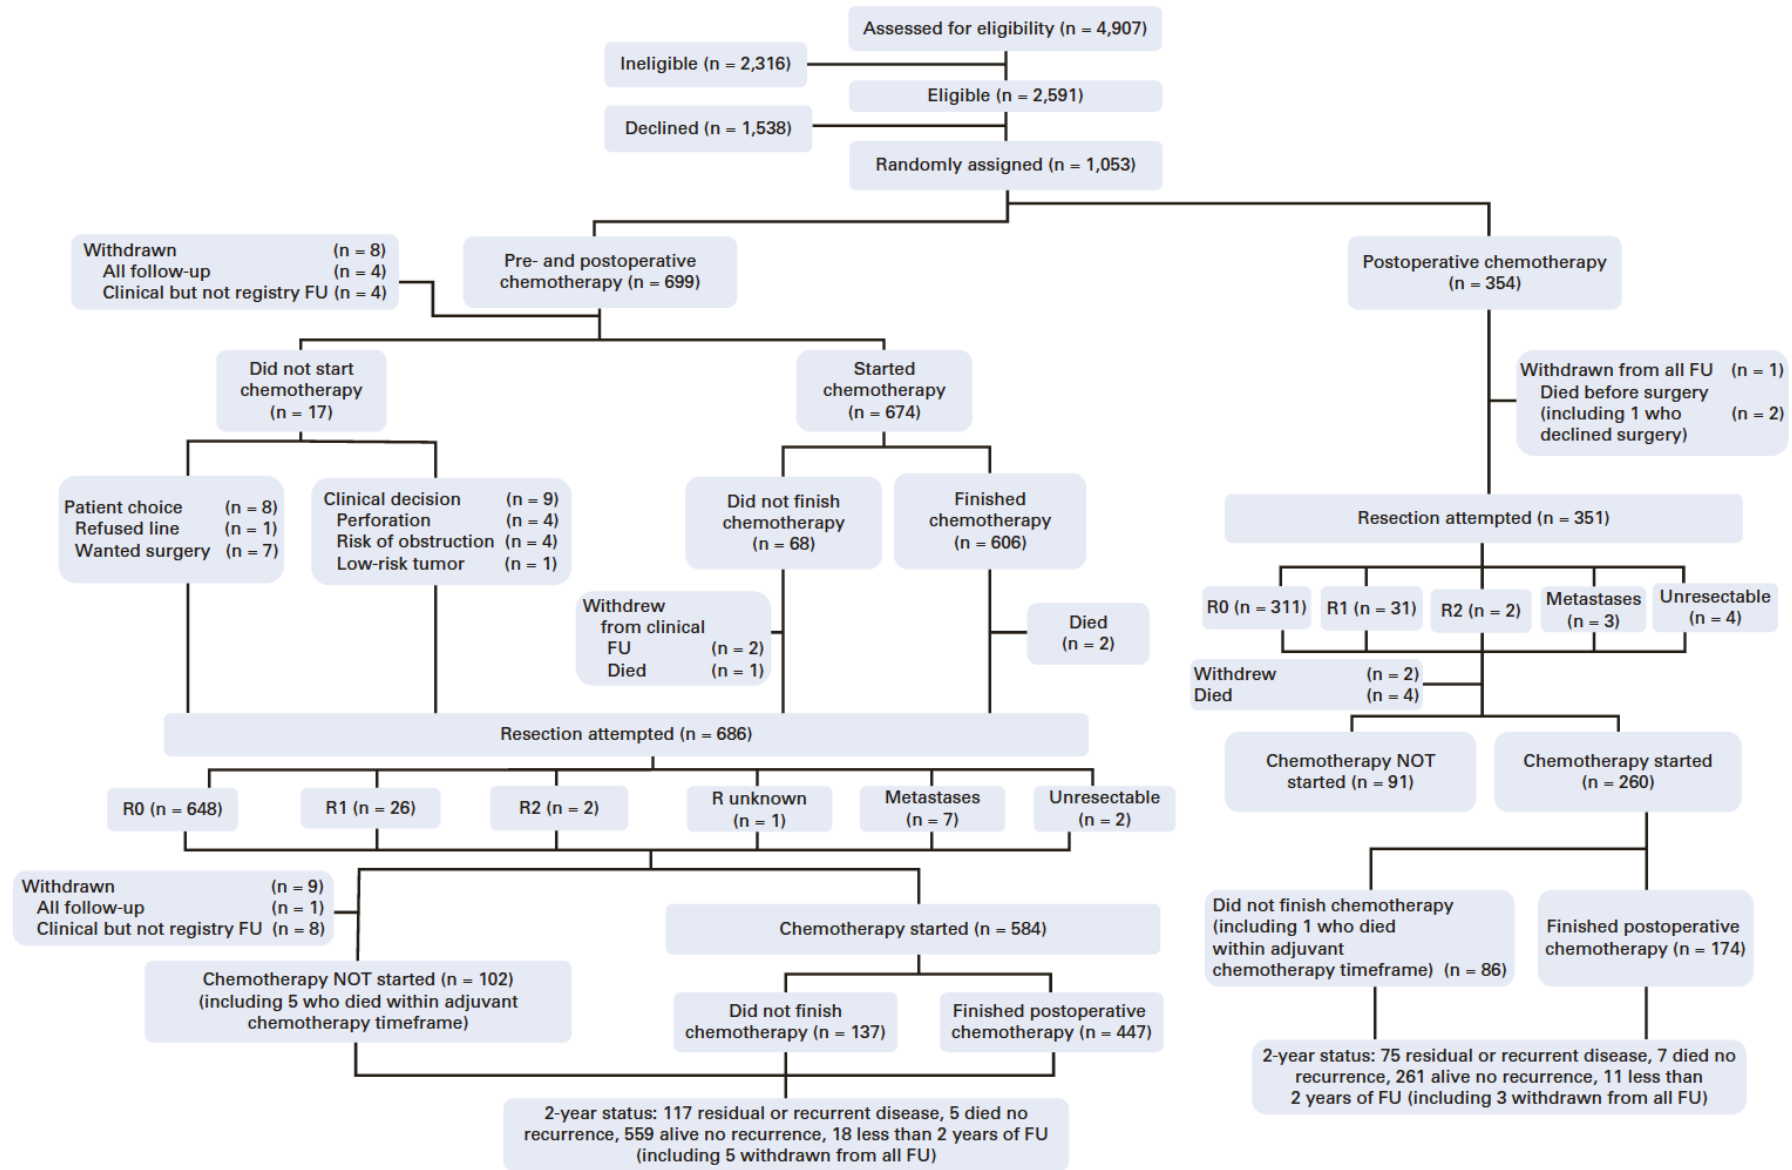 Assessed for eligibility (n = 4,907)
Ineligible (n = 2,316)
Eligible (n = 2,591)
Declined (n = 1,538)
Randomly assigned (n = 1,053)
Withdrawn (n = 8)
All follow-up (n = 4)
Clinical but not registry FU (n = 4)
Pre- and postoperative
chemotherapy (n = 699)
Postoperative chemotherapy
(n = 354)
Did not start
chemotherapy
(n = 17)
Started
chemotherapy
(n = 674)
Withdrawn from all FU (n = 1)
Died before surgery
(including 1 who (n = 2)
declined surgery)
Patient choice (n = 8)
Refused line (n = 1)
Wanted surgery (n = 7)
Clinical decision (n = 9)
Perforation (n = 4)
Risk of obstruction (n = 4)
Low-risk tumor (n = 1)
Did not finish
chemotherapy
(n = 68)
Finished
chemotherapy
(n = 606)
Resection attempted (n = 351)
Withdrew
from clinical
FU (n = 2)
Died (n = 1)
Died
(n = 2)
R0 (n = 311)
R1 (n = 31)
R2 (n = 2)
Metastases
(n = 3)
Unresectable
(n = 4)
Withdrew (n = 2)
Died (n = 4)
Resection attempted (n = 686)
Chemotherapy NOT
started (n = 91)
Chemotherapy started
(n = 260)
R0 (n = 648)
R1 (n = 26)
R2 (n = 2)
R unknown
(n = 1)
Metastases
(n = 7)
Unresectable
(n = 2)
Withdrawn (n = 9)
All follow-up (n = 1)
Clinical but not registry FU (n = 8)
Chemotherapy started (n = 584)
Did not finish chemotherapy
(including 1 who died
within adjuvant
chemotherapy timeframe) (n = 86)
Finished postoperative
chemotherapy (n = 174)
Chemotherapy NOT started (n = 102)
(including 5 who died within adjuvant
chemotherapy timeframe)
Did not finish
chemotherapy (n = 137)
Finished postoperative
chemotherapy (n = 447)
2-year status: 75 residual or recurrent disease, 7 died no
recurrence, 261 alive no recurrence, 11 less than
2 years of FU (including 3 withdrawn from all FU)
2-year status: 117 residual or recurrent disease, 5 died no
recurrence, 559 alive no recurrence, 18 less than 2 years of FU
(including 5 withdrawn from all FU)